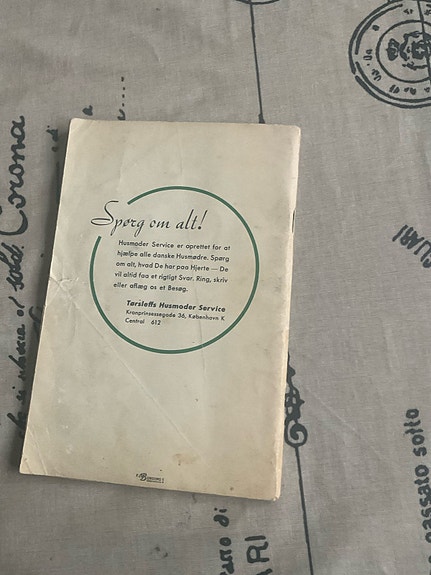 Spørg om alt!
Husmoder Service er oprettet for at
hjælpe alle danske Husmødre. Spørg
om alt, hvad De har paa Hjerte — De
vil altid faa et rigtigt Svar. Ring, skriv
eller aflæg os et Besøg.
Tørsleffs Husmoder Service
Kronprinsessegade 36, København K
Central 612
Corona
passato sotto